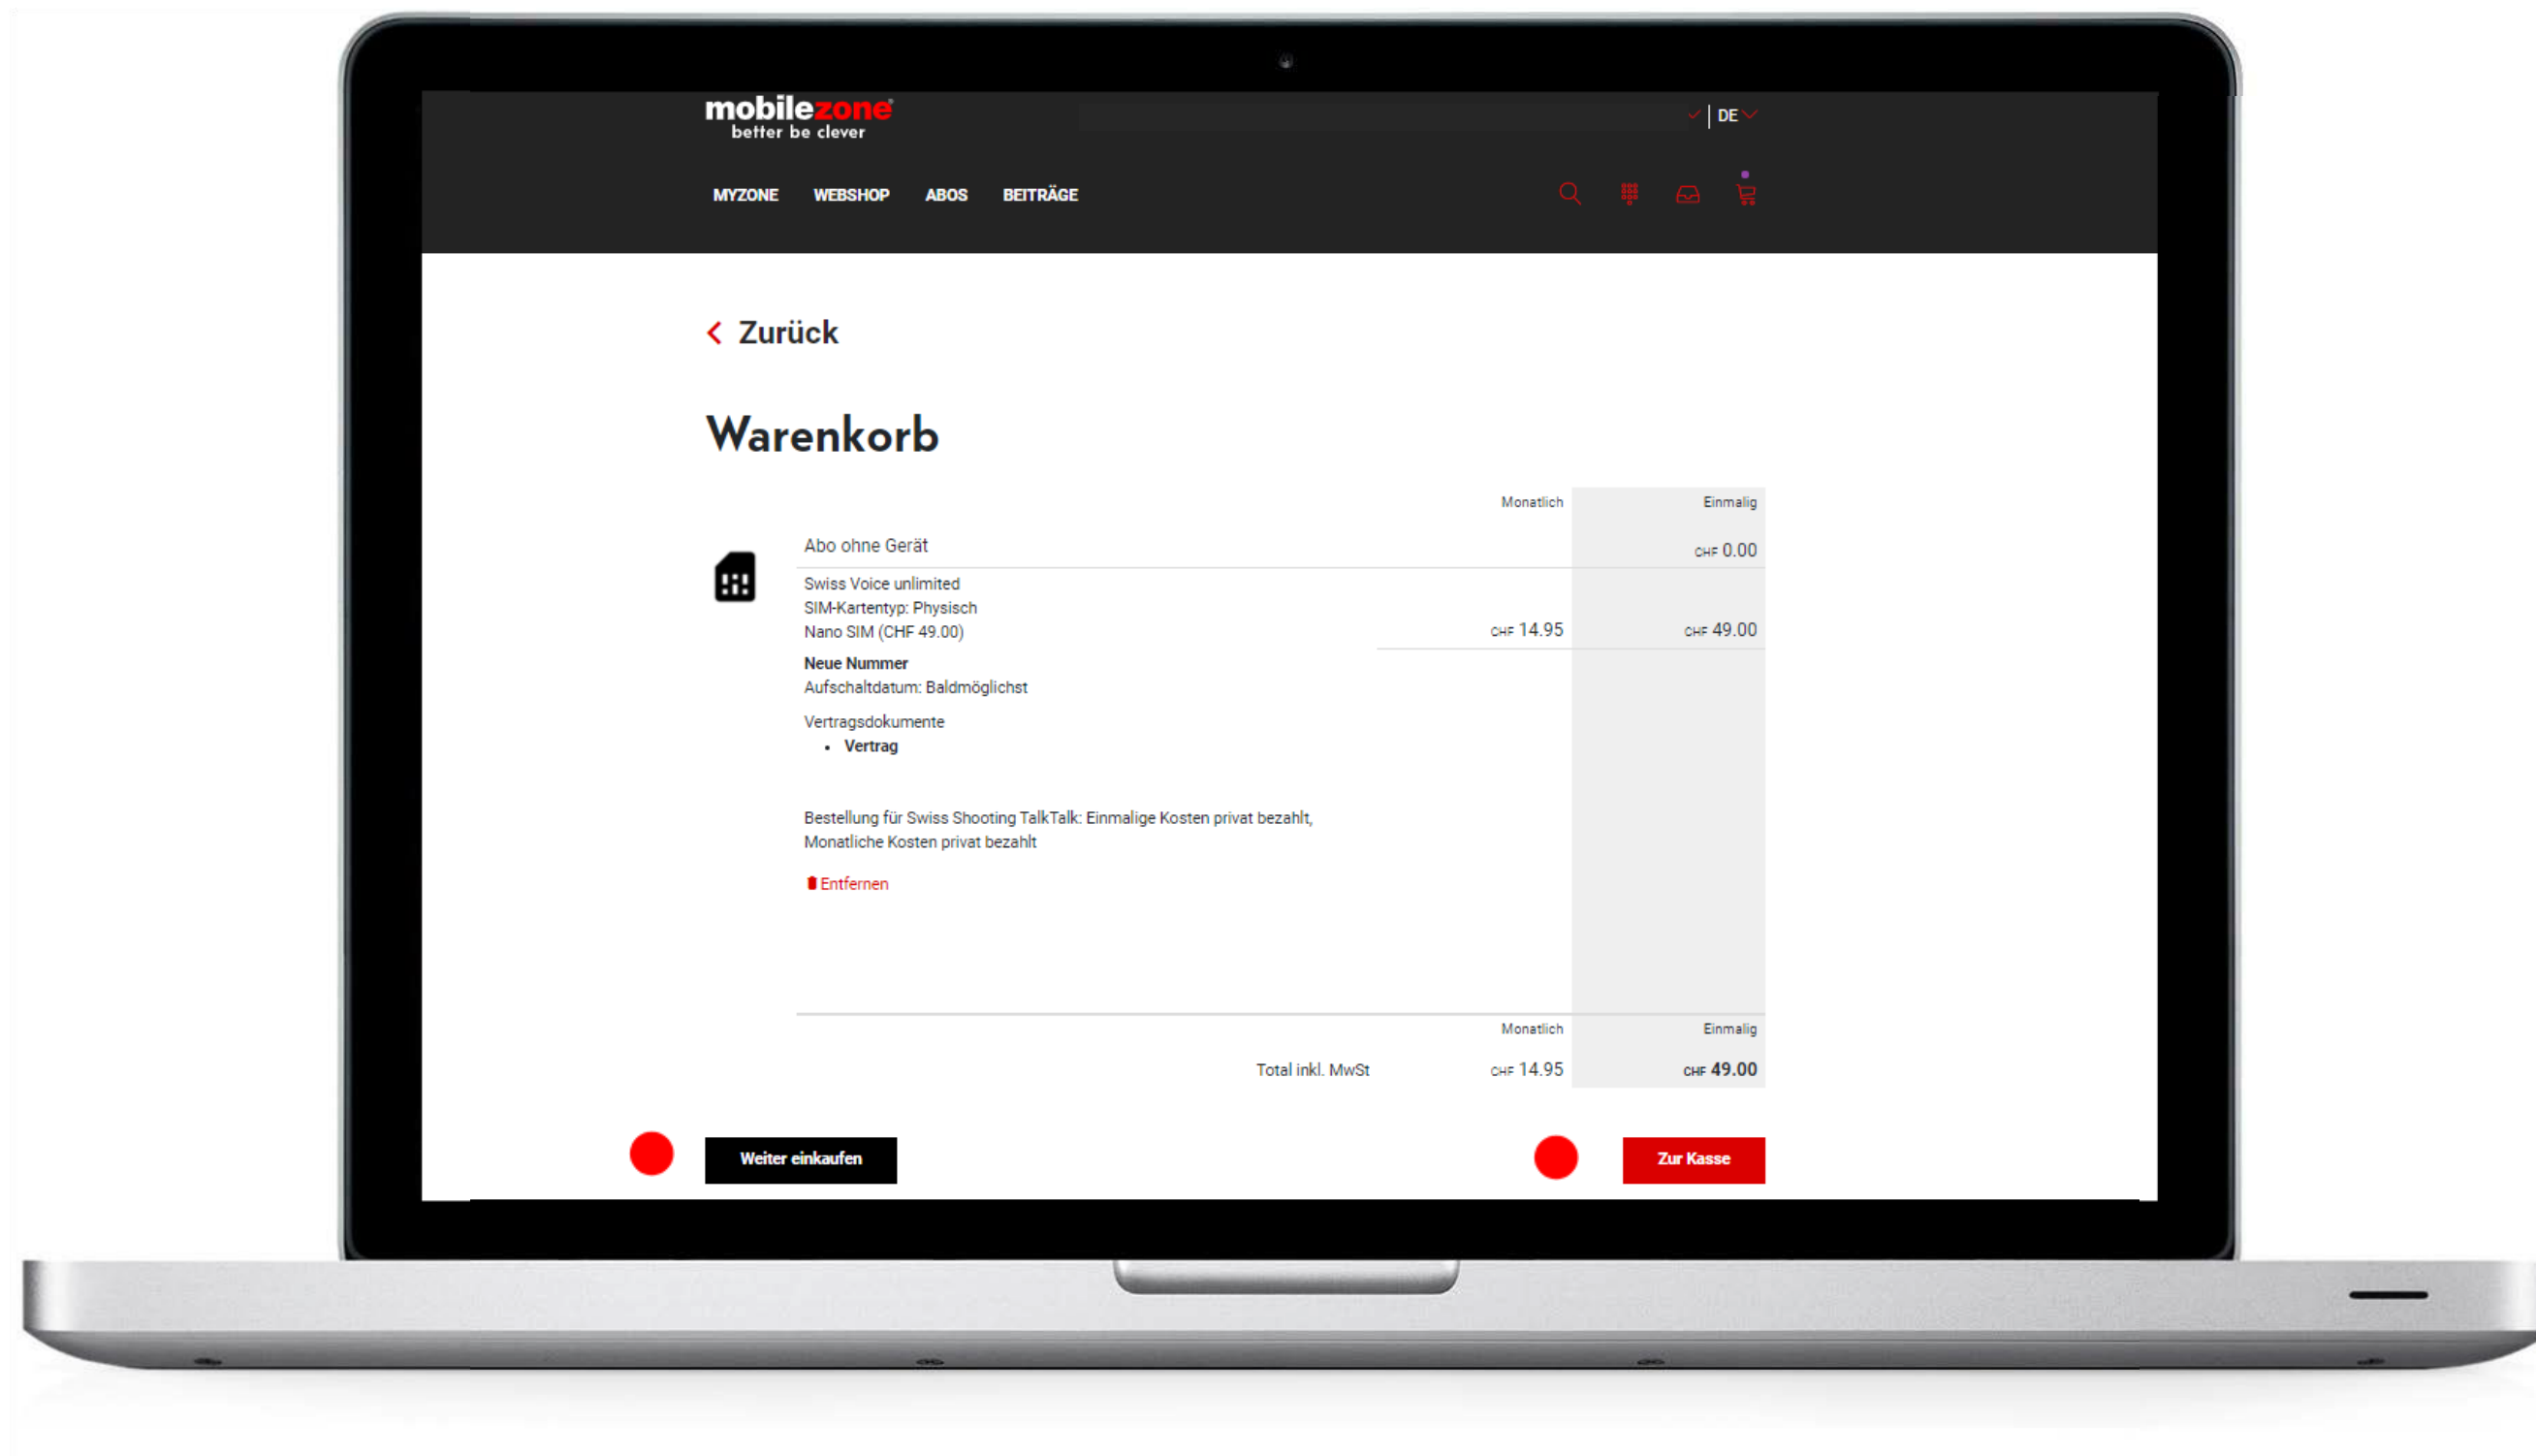 mobilezone
better be clever
DE
MYZONE WEBSHOP ABOS BEITRÄGE
Zurück
Warenkorb
Monatlich Einmalig
Abo ohne Gerät CHF 0.00
Swiss Voice unlimited
SIM-Kartentyp: Physisch
Nano SIM (CHF 49.00) CHF 14.95 CHF 49.00
Neue Nummer
Aufschaltdatum: Baldmöglichst
Vertragsdokumente
• Vertrag
Bestellung für Swiss Shooting TalkTalk: Einmalige Kosten privat bezahlt,
Monatliche Kosten privat bezahlt
Entfernen
Monatlich Einmalig
Total inkl. MwSt CHF 14.95 CHF 49.00
Weiter einkaufen Zur Kasse